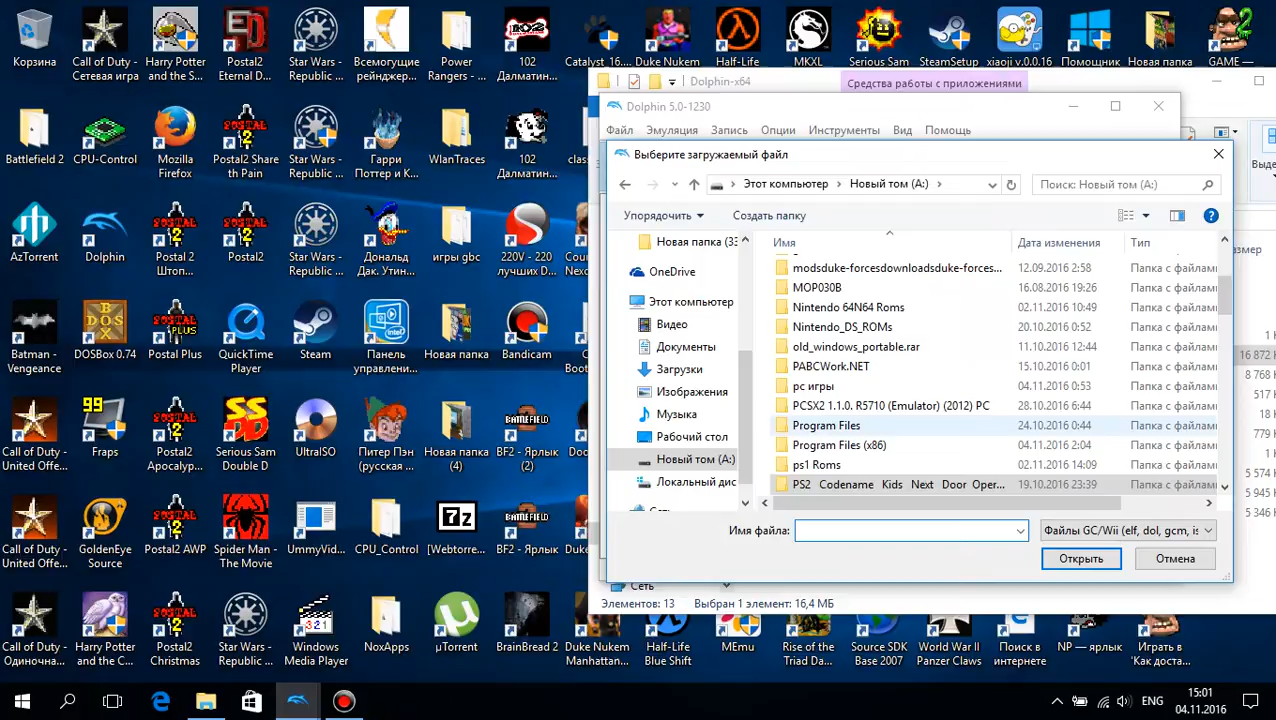 Корзина
Call of Duty -
Сетевая игра
Harry Potter
and the S...
Postal2
Eternal D...
Star Wars -
Republic ...
Всемогущие
рейнджер...
Power
Rangers - ...
102
Далматин...
Catalyst_16....
Duke Nukem
Half-Life
MKXL
Serious Sam
SteamSetup
xiaoji v.0.0.16
Помощник
Новая папка
GAME —
Battlefield 2
CPU-Control
Mozilla
Firefox
Postal2 Share
th Pain
Star Wars -
Republic ...
Гарри
Поттер и К...
WlanTraces
102
Далматин...
AzTorrent
Dolphin
Postal 2
Штоп...
Postal2
Star Wars -
Republic ...
Дональд
Дак. Утин...
игры gbc
220V - 220
лучших D...
Batman -
Vengeance
DOSBox 0.74
Postal Plus
QuickTime
Player
Steam
Панель
управлени...
Новая папка
Bandicam
Call of Duty -
United Offe...
Fraps
Postal2
Apocalyp...
Serious Sam
Double D
UltraISO
Питер Пэн
(русская ...
Новая папка
(4)
BF2 - Ярлык
(2)
Call of Duty -
United Offe...
GoldenEye
Source
Postal2 AWP
Spider Man -
The Movie
UmmyVid...
CPU_Control
[Webtorre...
BF2 - Ярлык
Call of Duty -
Одиночна...
Harry Potter
and the C...
Postal2
Christmas
Star Wars -
Republic ...
Windows
Media Player
NoxApps
µTorrent
BrainBread 2
Duke Nukem
Manhattan...
Half-Life
Blue Shift
MEmu
Rise of the
Triad Da...
Source SDK
Base 2007
World War II
Panzer Claws
Поиск в
интернете
NP — ярлык
Играть в
'Как доста...
Dolphin-x64
Средства работы с приложениями
Dolphin 5.0-1230
Файл Эмуляция Запись Опции Инструменты Вид Помощь
Выберите загружаемый файл
Этот компьютер Новый том (A:)
Поиск: Новый том (A:)
Упорядочить Создать папку
Новая папка (33
OneDrive
Этот компьютер
Видео
Документы
Загрузки
Изображения
Музыка
Рабочий стол
Новый том (A:)
Локальный дис
Имя Дата изменения Тип
modsduke-forcesdownloadsduke-forces... 12.09.2016 2:58 Папка с файлами
MOP030B 16.08.2016 19:26 Папка с файлами
Nintendo 64N64 Roms 02.11.2016 10:49 Папка с файлами
Nintendo_DS_ROMs 20.10.2016 0:52 Папка с файлами
old_windows_portable.rar 11.10.2016 12:44 Папка с файлами
PABCWork.NET 15.10.2016 0:01 Папка с файлами
pc игры 04.11.2016 0:53 Папка с файлами
PCSX2 1.1.0. R5710 (Emulator) (2012) PC 28.10.2016 6:44 Папка с файлами
Program Files 24.10.2016 0:44 Папка с файлами
Program Files (x86) 04.11.2016 2:04 Папка с файлами
ps1 Roms 02.11.2016 14:09 Папка с файлами
PS2 Codename Kids Next Door Oper... 19.10.2016 23:39 Папка с файлами
Имя файла:
Файлы GC/Wii (elf, dol, gcm, is
Открыть Отмена
Сеть
Элементов: 13 Выбран 1 элемент: 16,4 МБ
16 872
8 768
5 346
ENG
15:01
04.11.2016